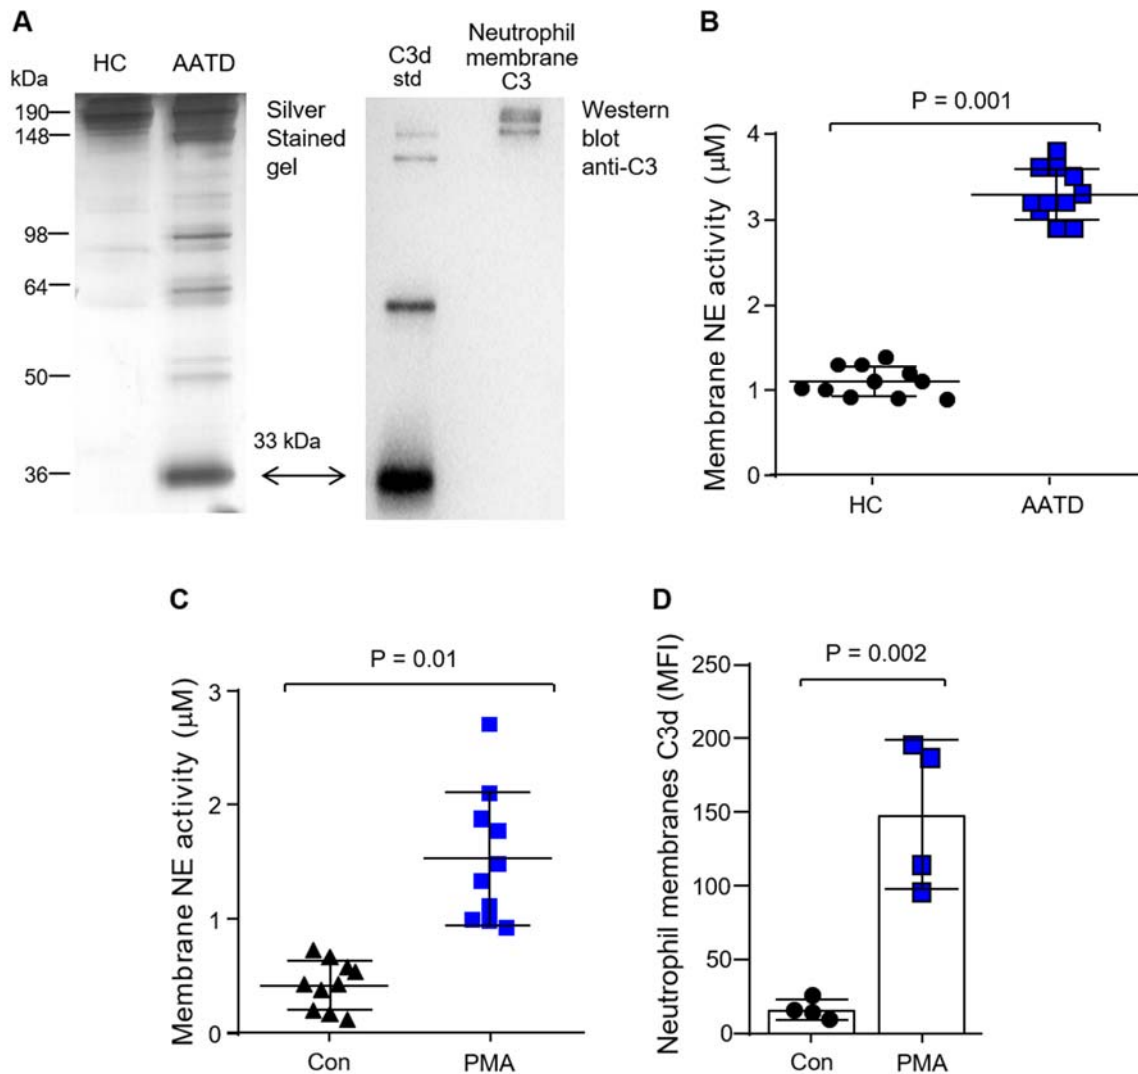 A
HC AATD
kDa
190
148
98
64
50
36
Silver
Stained
gel
33 kDa
C3d
std
Neutrophil
membrane
C3
Western
blot
anti-C3
B
P = 0.001
Membrane NE activity (μM)
4
3
2
1
0
HC AATD
C
P = 0.01
Membrane NE activity (μM)
3
2
1
0
Con PMA
D
P = 0.002
Neutrophil membranes C3d (MFI)
250
200
150
100
50
0
Con PMA